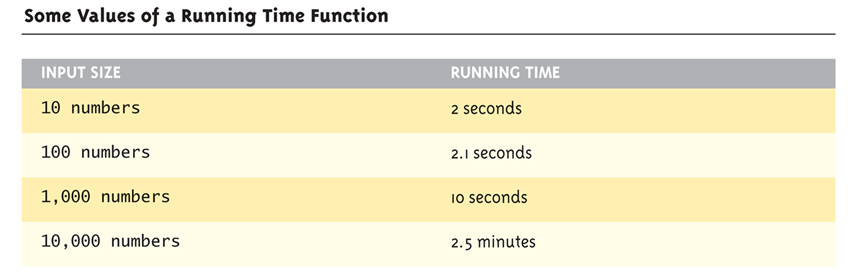 Some Values of a Running Time Function
INPUT SIZE RUNNING TIME
10 numbers 2 seconds
100 numbers 2.1 seconds
1,000 numbers 10 seconds
10,000 numbers 2.5 minutes